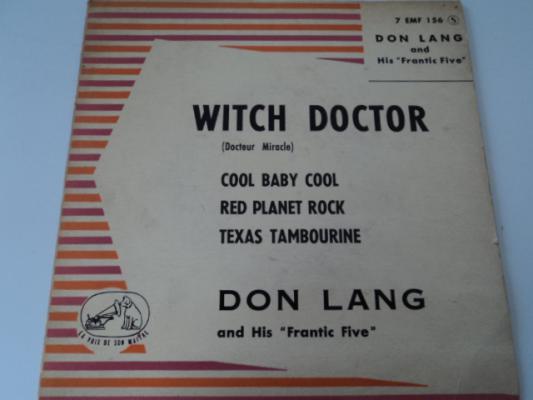 7 EMF 156 S
DON LANG
and
His "Frantic Five"
WITCH DOCTOR
(Docteur Miracle)
COOL BABY COOL
RED PLANET ROCK
TEXAS TAMBOURINE
DON LANG
and His "Frantic Five"
LA VOIX DE SON MAITRE